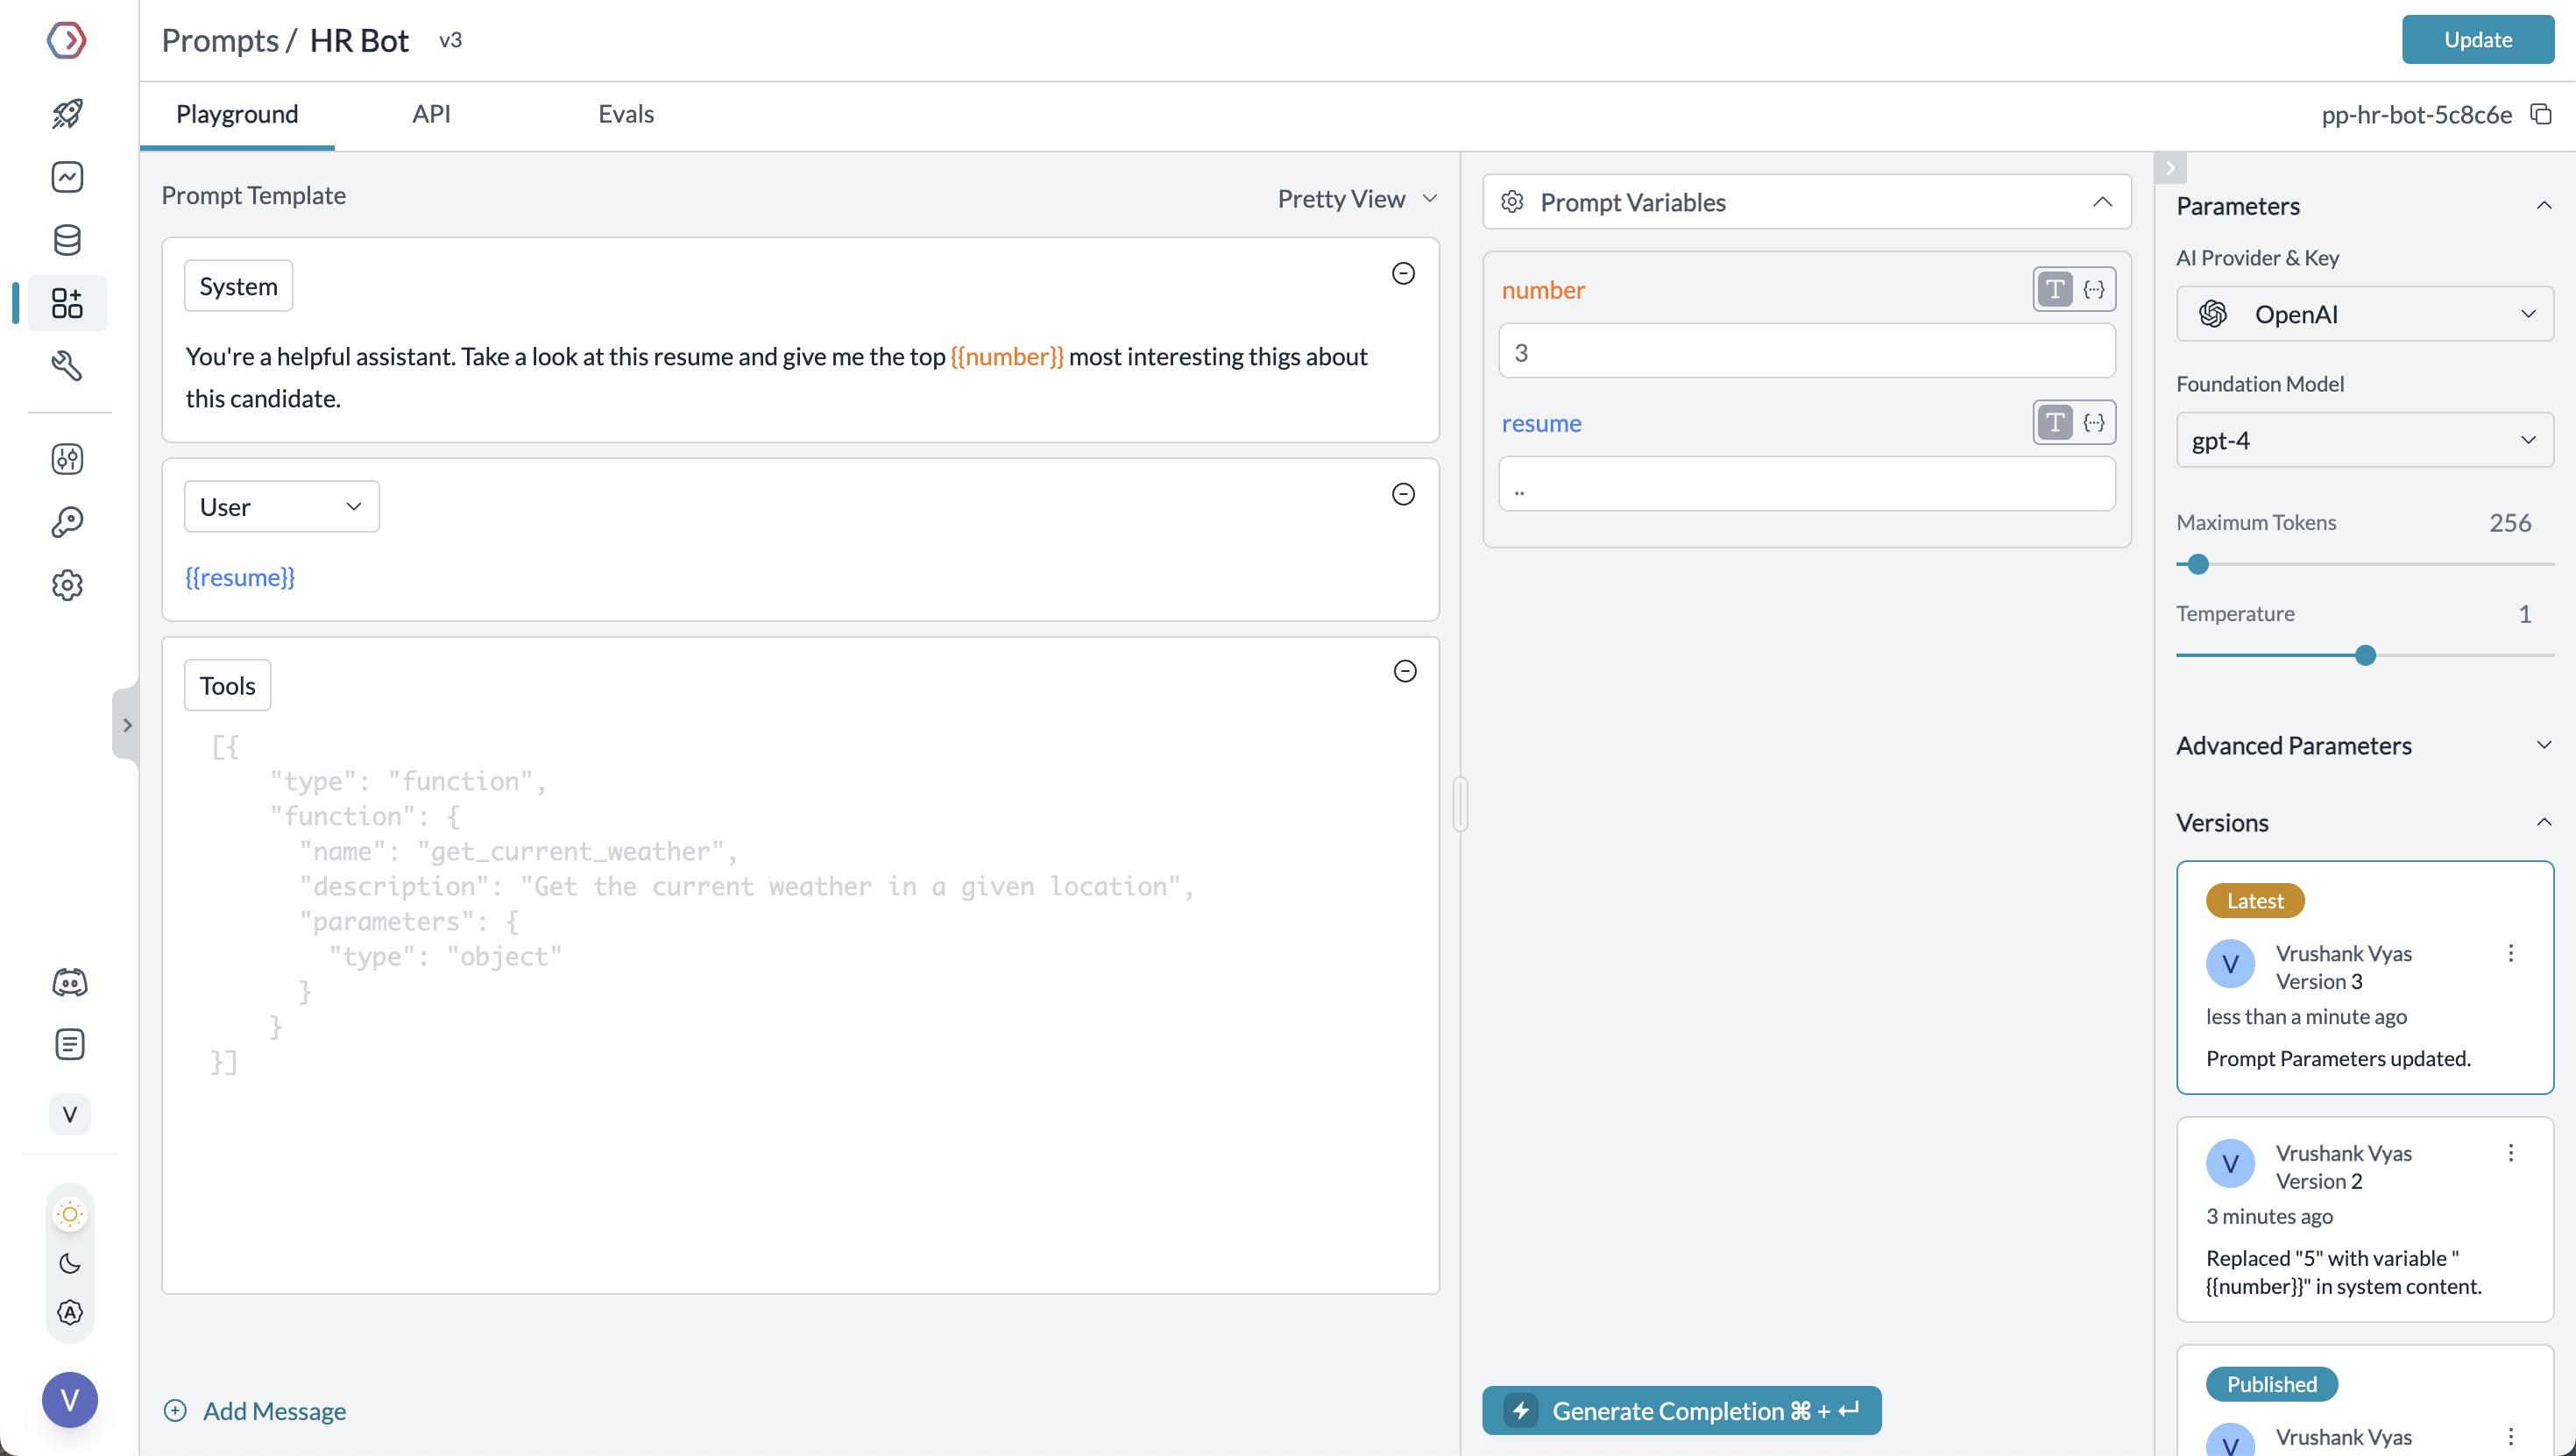 Prompts / HR Bot v3
Update
Playground
API
Evals
pp-hr-bot-5c8c6e
Prompt Template
Pretty View
System
You're a helpful assistant. Take a look at this resume and give me the top {{number}} most interesting thigs about
this candidate.
User
{{resume}}
Tools
[{
"type": "function",
"function": {
"name": "get_current_weather",
"description": "Get the current weather in a given location",
"parameters": {
"type": "object"
}
}
}]
Add Message
Prompt Variables
number
T {...}
3
resume
T {...}
..
Generate Completion ⌘ + ↵
Parameters
AI Provider & Key
OpenAI
Foundation Model
gpt-4
Maximum Tokens 256
Temperature 1
Advanced Parameters
Versions
Latest
V
Vrushank Vyas
Version 3
less than a minute ago
Prompt Parameters updated.
V
Vrushank Vyas
Version 2
3 minutes ago
Replaced "5" with variable "
{{number}}" in system content.
Published
V
Vrushank Vyas
V
A
V